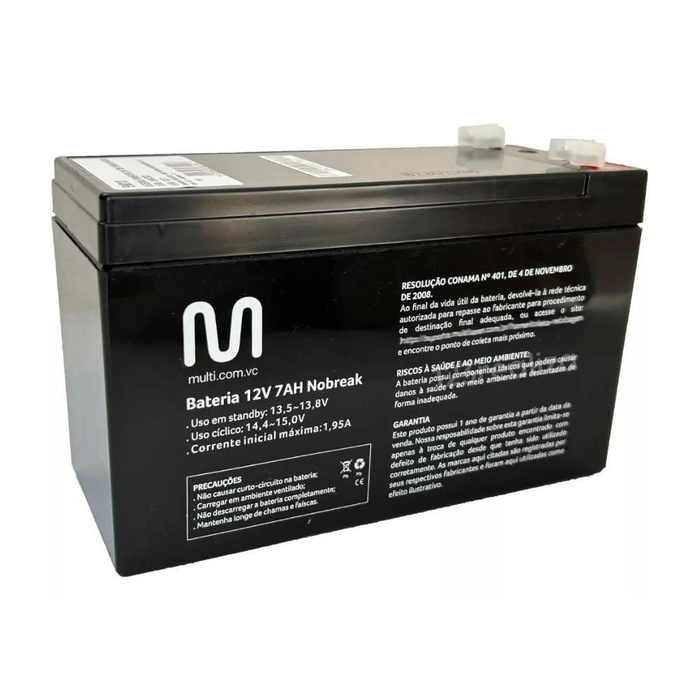 M
multi.com.vc
Bateria 12V 7AH Nobreak
. Uso em standby: 13,5~13,8V
. Uso cíclico: 14,4~15,0V
. Corrente inicial máxima: 1,95A
PRECAUÇÕES
. Não causar curto-circuito na bateria;
. Carregar em ambiente ventilado;
. Não descarregar a bateria completamente;
. Mantenha longe de chamas e faíscas.
CE
RESOLUÇÃO CONAMA Nº 401, DE 4 DE NOVEMBRO
DE 2008.
Ao final da vida útil da bateria, devolvê-la à rede técnica
autorizada para repasse ao fabricante para procedimento
de destinação final adequada, ou acesse o site:
e encontre o ponto de coleta mais próximo.
RISCOS À SAÚDE E AO MEIO AMBIENTE:
A bateria possui componentes tóxicos que podem causar
danos à saúde e ao meio ambiente se descartadas de
forma inadequada.
GARANTIA
Este produto possui 1 ano de garantia a partir da data da
venda. Nossa responsabilidade sobre esta garantia limita-se
apenas à troca de qualquer produto encontrado com
defeito de fabricação desde que tenha sido utilizado
corretamente. As marcas aqui citadas são registradas por
seus respectivos fabricantes e foram aqui utilizadas como
efeito ilustrativo.